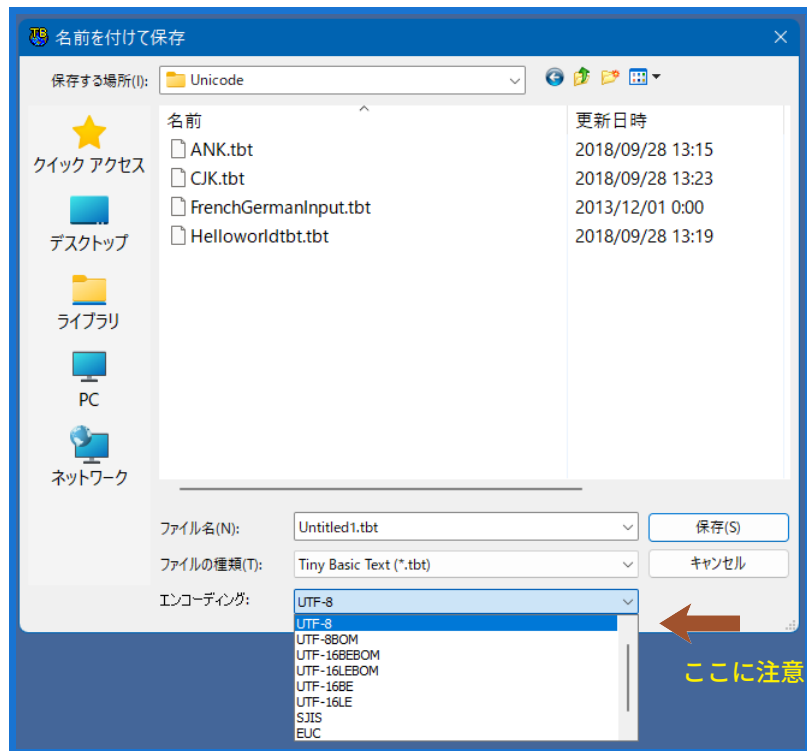 TB
名前を付けて保存
保存する場所(I): Unicode
名前 更新日時
ANK.tbt 2018/09/28 13:15
CJK.tbt 2018/09/28 13:23
FrenchGermanInput.tbt 2013/12/01 0:00
Helloworldtbt.tbt 2018/09/28 13:19
クイック アクセス
デスクトップ
ライブラリ
PC
ネットワーク
ファイル名(N): Untitled1.tbt 保存(S)
ファイルの種類(T): Tiny Basic Text (*.tbt) キャンセル
エンコーディング: UTF-8
UTF-8
UTF-8BOM
UTF-16BEBOM
UTF-16LEBOM
UTF-16BE
UTF-16LE
SJIS
EUC
ここに注意